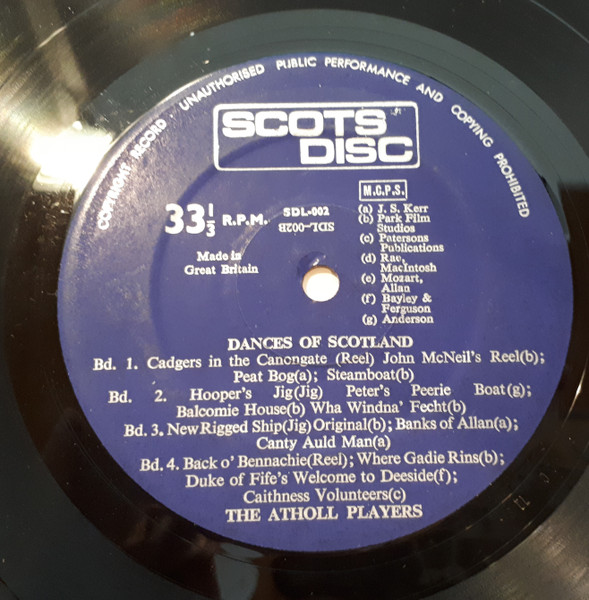 COPYRIGHT RECORD · UNAUTHORISED PUBLIC PERFORMANCE AND COPYING PROHIBITED
SCOTS
DISC
33⅓ R.P.M.
SDL-002
SDL-002B
Made in
Great Britain
M.C.P.S.
(a) J. S. Kerr
(b) Park Film
Studios
(c) Patersons
Publications
(d) Rae,
MacIntosh
(e) Mozart,
Allan
(f) Bayley &
Ferguson
(g) Anderson
DANCES OF SCOTLAND
Bd. 1. Cadgers in the Canongate (Reel) John McNeil's Reel(b);
Peat Bog(a); Steamboat(b)
Bd. 2. Hooper's Jig(Jig) Peter's Peerie Boat(g);
Balcomie House(b) Wha Windna' Fecht(b)
Bd. 3. New Rigged Ship(Jig) Original(b); Banks of Allan(a);
Canty Auld Man(a)
Bd. 4. Back o' Bennachie(Reel); Where Gadie Rins(b);
Duke of Fife's Welcome to Deeside(f);
Caithness Volunteers(c)
THE ATHOLL PLAYERS